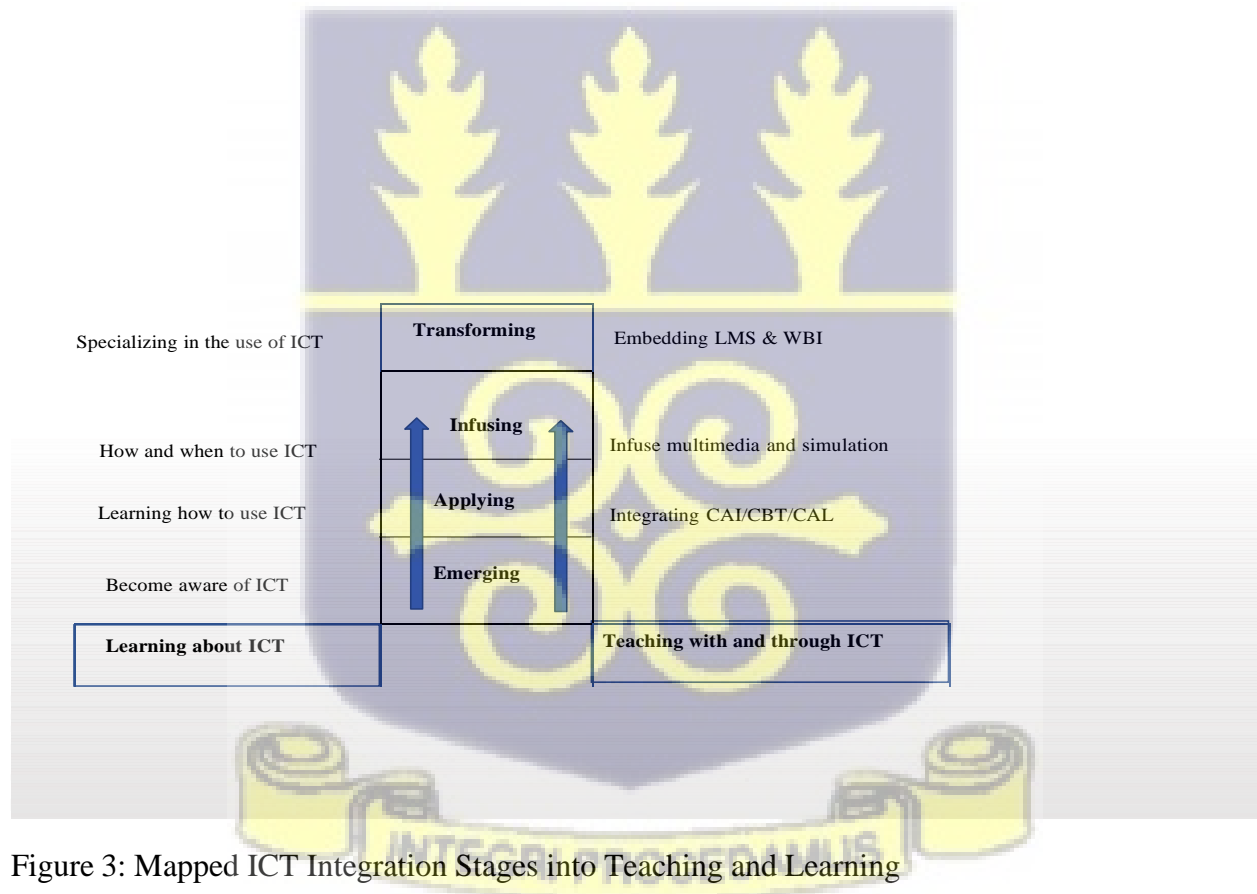 Transforming
Specializing in the use of ICT
Embedding LMS & WBI
Infusing
How and when to use ICT
Infuse multimedia and simulation
Applying
Learning how to use ICT
Integrating CAI/CBT/CAL
Emerging
Become aware of ICT
Learning about ICT
Teaching with and through ICT
INTEGRI PROCEDAMUS
Figure 3: Mapped ICT Integration Stages into Teaching and Learning